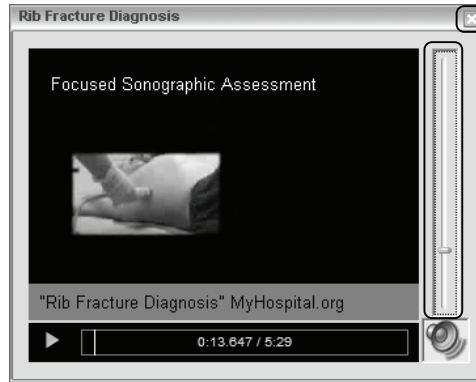 Rib Fracture Diagnosis
Focused Sonographic Assessment
"Rib Fracture Diagnosis" MyHospital.org
0:13.647 / 5:29